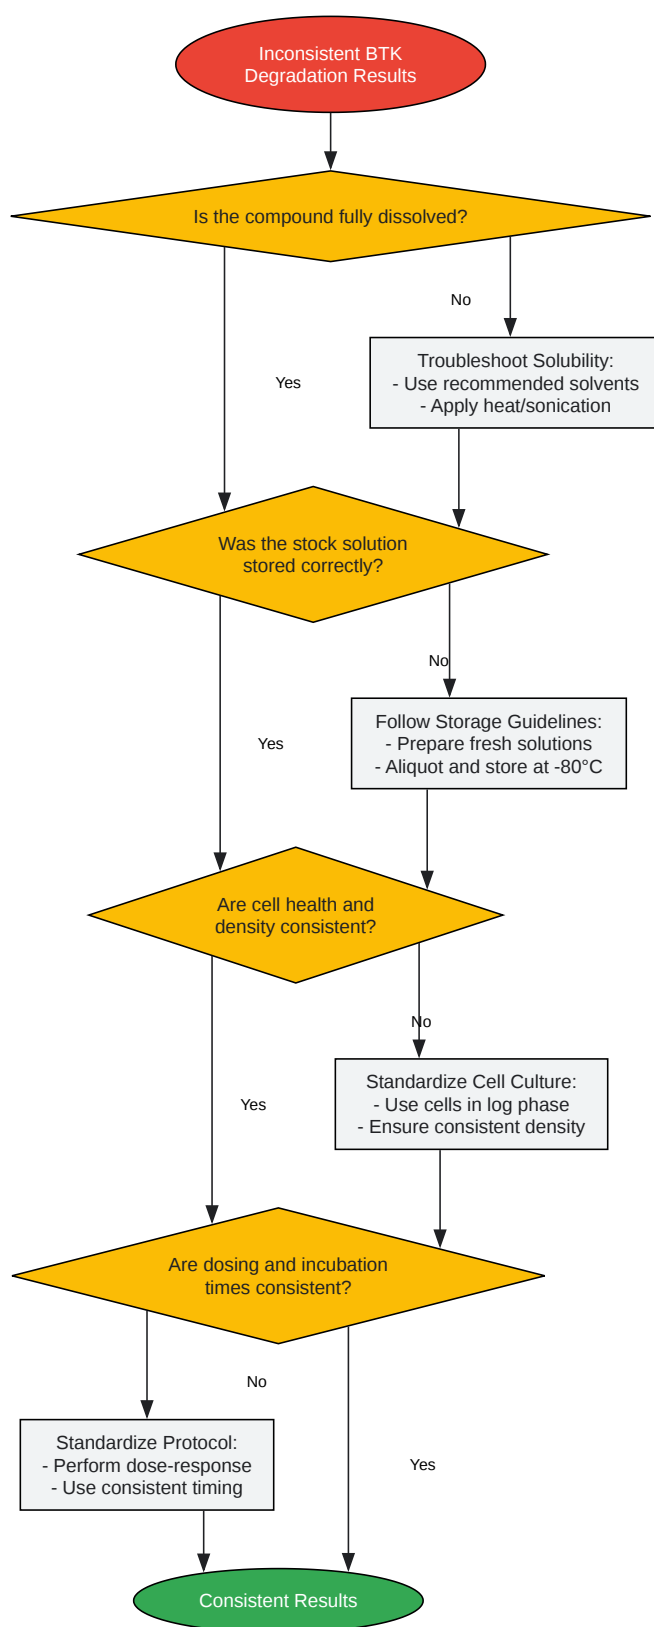 Inconsistent BTK
Degradation Results
Is the compound fully dissolved?
No
Troubleshoot Solubility:
- Use recommended solvents
- Apply heat/sonication
Yes
Was the stock solution
stored correctly?
No
Follow Storage Guidelines:
- Prepare fresh solutions
- Aliquot and store at -80°C
Yes
Are cell health and
density consistent?
No
Standardize Cell Culture:
- Use cells in log phase
- Ensure consistent density
Yes
Are dosing and incubation
times consistent?
No
Standardize Protocol:
- Perform dose-response
- Use consistent timing
Yes
Consistent Results